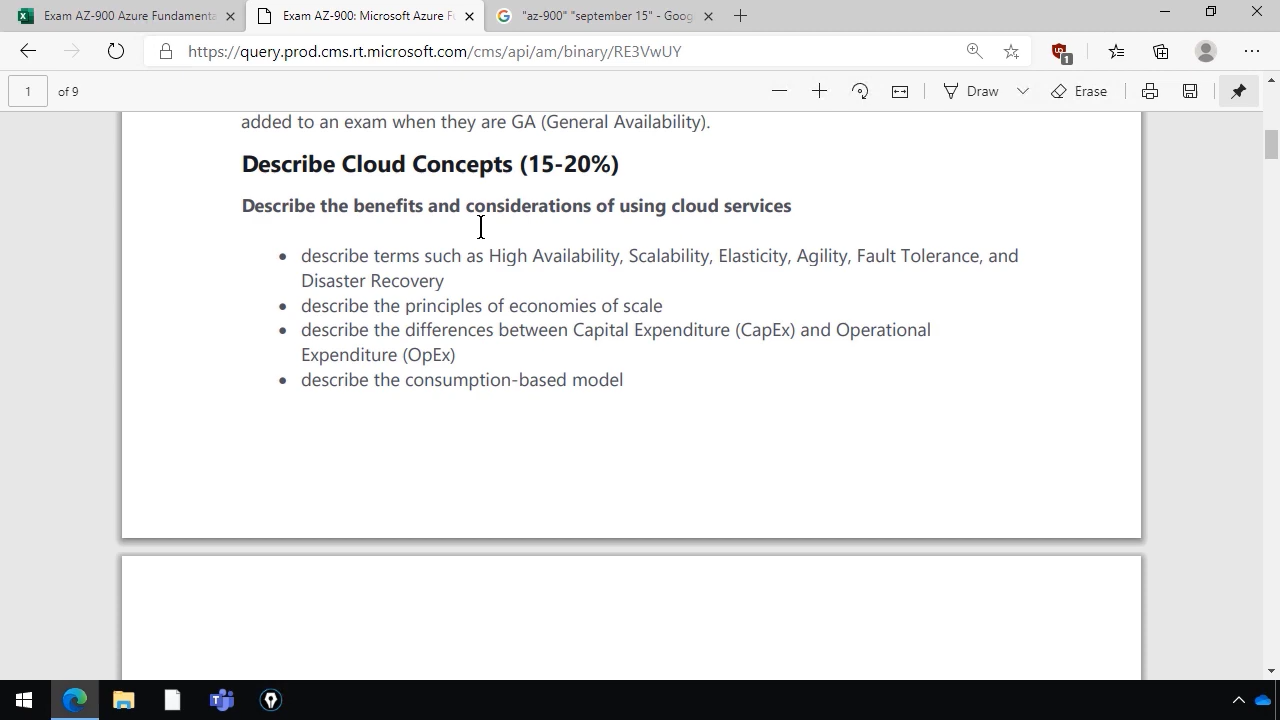 Exam AZ-900 Azure Fundamenta
Exam AZ-900: Microsoft Azure Fu
"az-900" "september 15" - Goog
https://query.prod.cms.rt.microsoft.com/cms/api/am/binary/RE3VwUY
1
1 of 9
Draw
Erase
added to an exam when they are GA (General Availability).
Describe Cloud Concepts (15-20%)
Describe the benefits and considerations of using cloud services
• describe terms such as High Availability, Scalability, Elasticity, Agility, Fault Tolerance, and
Disaster Recovery
• describe the principles of economies of scale
• describe the differences between Capital Expenditure (CapEx) and Operational
Expenditure (OpEx)
• describe the consumption-based model